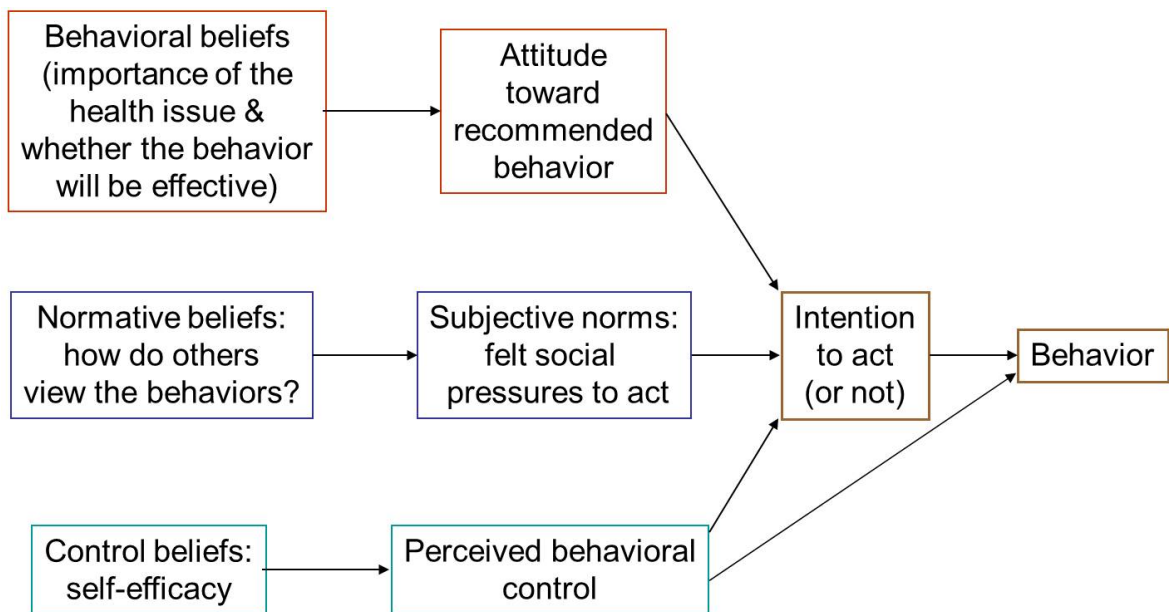 Behavioral beliefs
(importance of the
health issue &
whether the behavior
will be effective)
Attitude
toward
recommended
behavior
Normative beliefs:
how do others
view the behaviors?
Subjective norms:
felt social
pressures to act
Intention
to act
(or not)
Behavior
Control beliefs:
self-efficacy
Perceived behavioral
control